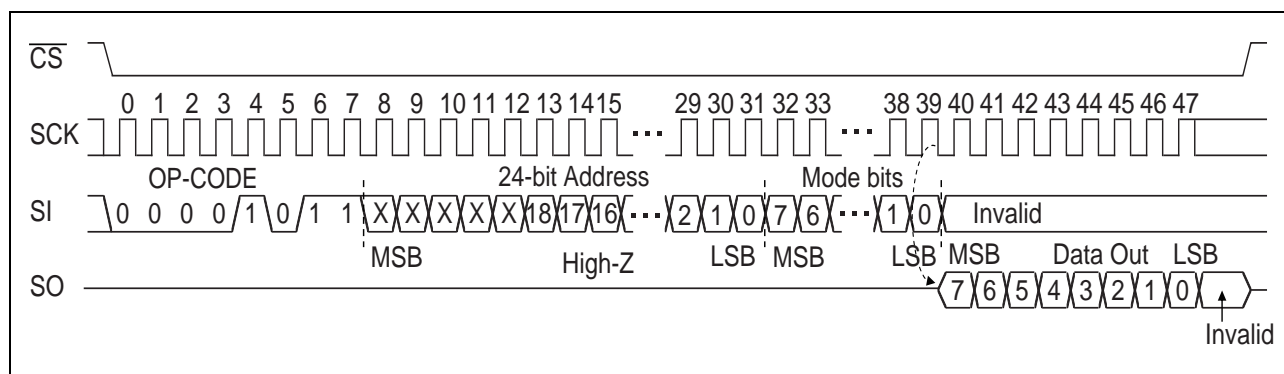 CS
0 1 2 3 4 5 6 7 8 9 10 11 12 13 14 15 29 30 31 32 33 38 39 40 41 42 43 44 45 46 47
SCK
OP-CODE 24-bit Address Mode bits
SI 0 0 0 0 1 0 1 1 X X X X X 18 17 16 2 1 0 7 6 1 0 Invalid
MSB High-Z LSB MSB LSB MSB Data Out LSB
SO 7 6 5 4 3 2 1 0
Invalid